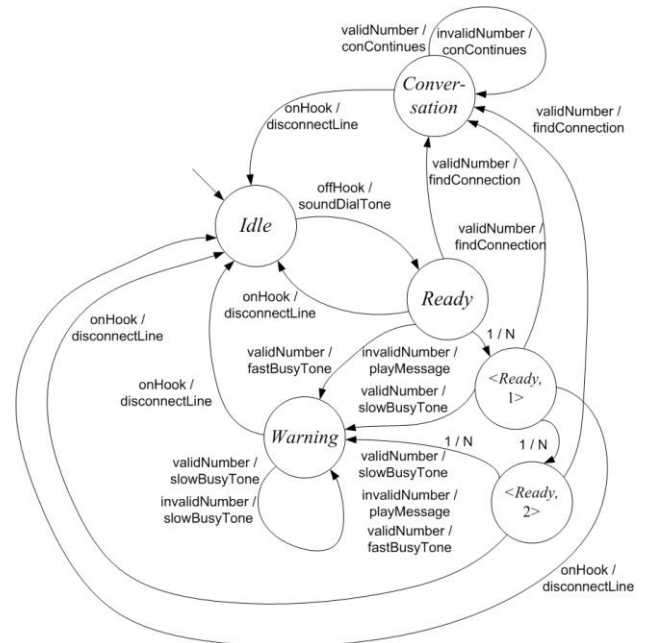 validNumber /
conContinues
invalidNumber /
conContinues
Conver-
sation
onHook /
disconnectLine
validNumber /
findConnection
validNumber /
findConnection
offHook /
soundDialTone
Idle
validNumber /
findConnection
Ready
onHook /
disconnectLine
onHook /
disconnectLine
1 / N
validNumber /
fastBusyTone
invalidNumber /
playMessage
<Ready,
1>
onHook /
disconnectLine
validNumber /
slowBusyTone
Warning
1 / N
1 / N
validNumber /
slowBusyTone
validNumber /
slowBusyTone
invalidNumber /
slowBusyTone
invalidNumber /
playMessage
<Ready,
2>
validNumber /
fastBusyTone
onHook /
disconnectLine